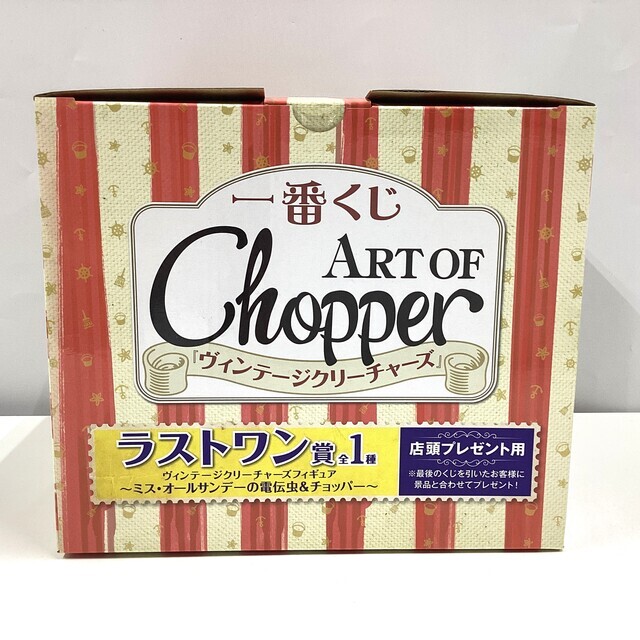 一番くじ
ART OF
Chopper
『ヴィンテージクリーチャーズ』
ラストワン賞全1種
ヴィンテージクリーチャーズフィギュア
～ミス・オールサンデーの電伝虫&チョッパー～
店頭プレゼント用
※最後のくじを引いたお客様に
景品と合わせてプレゼント!